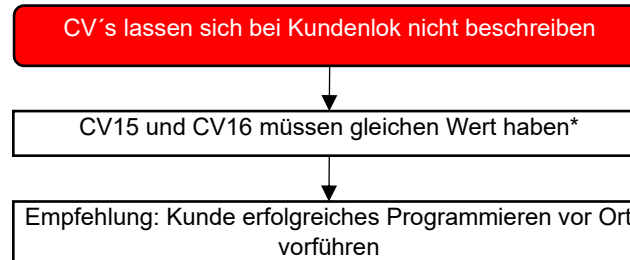 CV´s lassen sich bei Kundenlok nicht beschreiben
CV15 und CV16 müssen gleichen Wert haben*
Empfehlung: Kunde erfolgreiches Programmieren vor Ort
vorführen